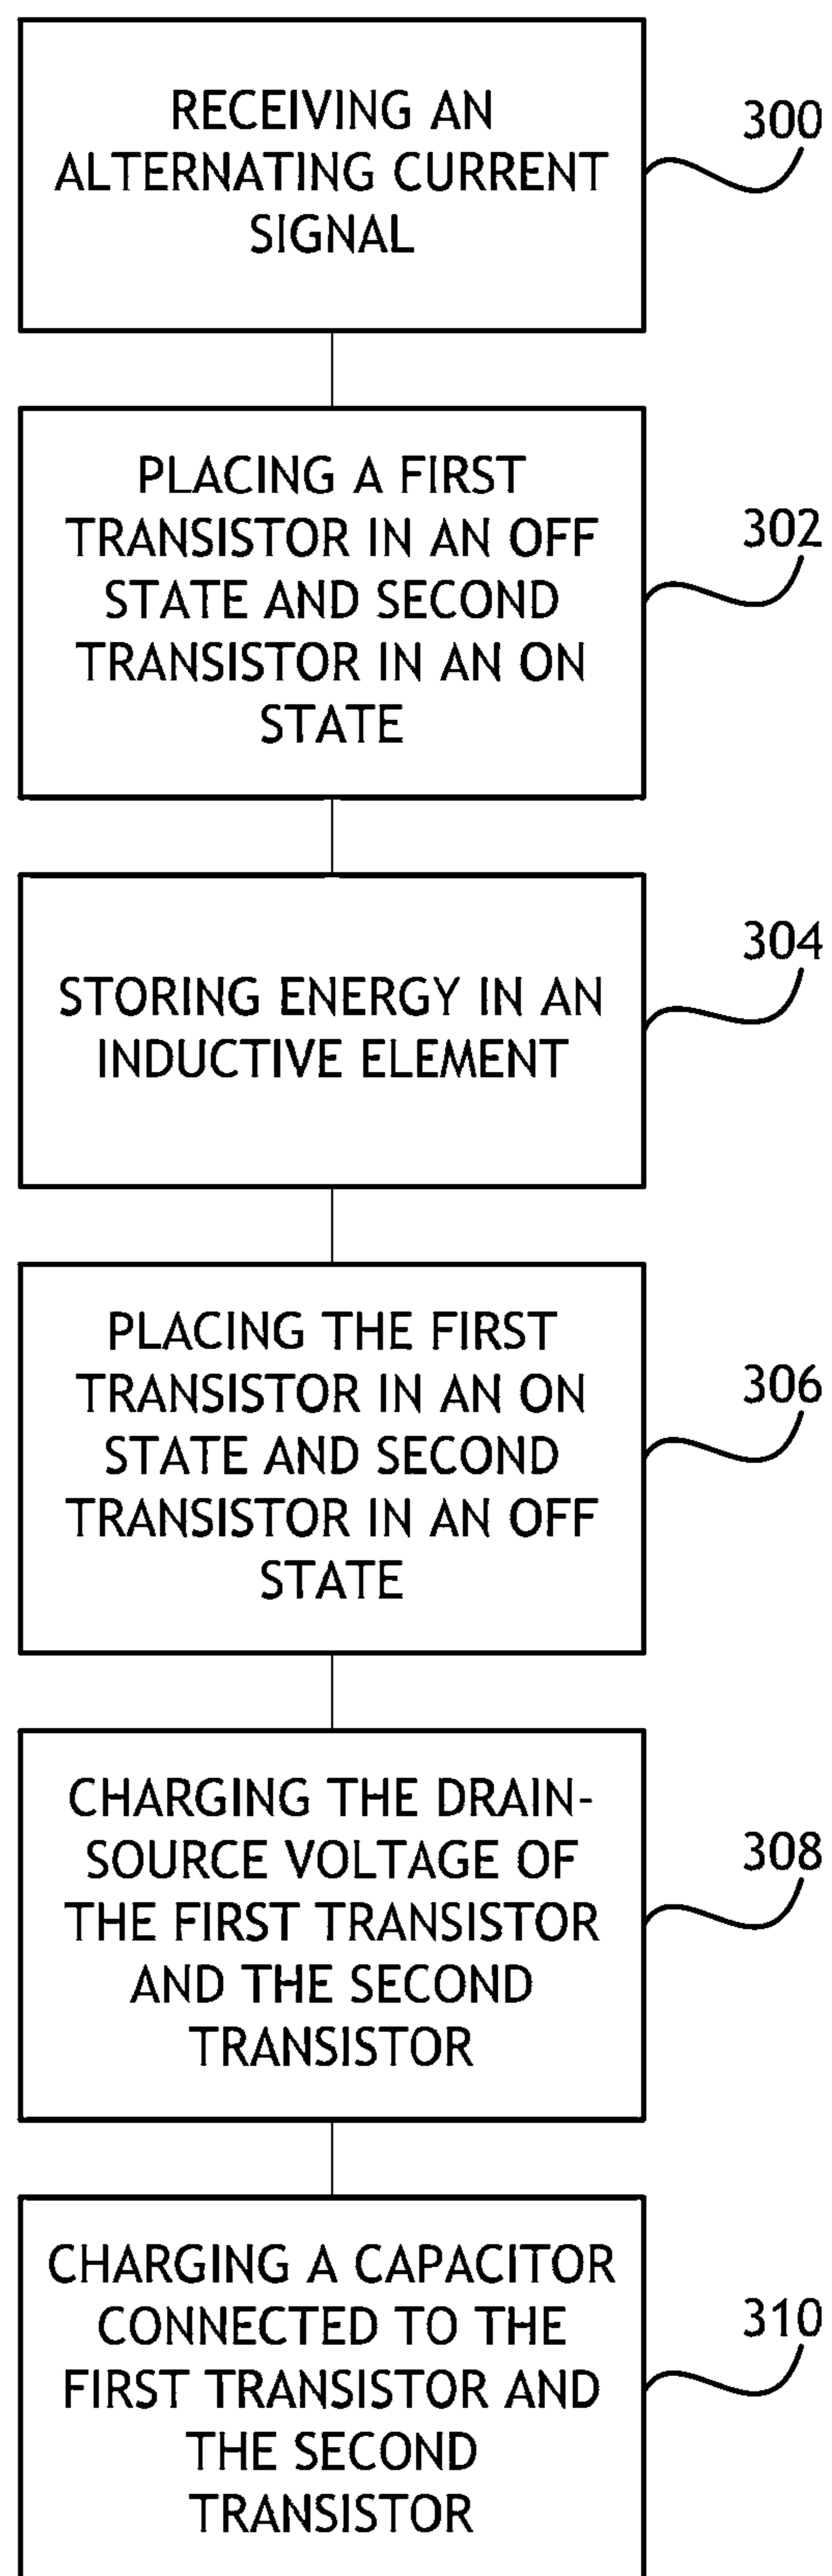 RECEIVING AN
ALTERNATING CURRENT
SIGNAL
300
PLACING A FIRST
TRANSISTOR IN AN OFF
STATE AND SECOND
TRANSISTOR IN AN ON
STATE
302
STORING ENERGY IN AN
INDUCTIVE ELEMENT
304
PLACING THE FIRST
TRANSISTOR IN AN ON
STATE AND SECOND
TRANSISTOR IN AN OFF
STATE
306
CHARGING THE DRAIN-
SOURCE VOLTAGE OF
THE FIRST TRANSISTOR
AND THE SECOND
TRANSISTOR
308
CHARGING A CAPACITOR
CONNECTED TO THE
FIRST TRANSISTOR AND
THE SECOND
TRANSISTOR
310